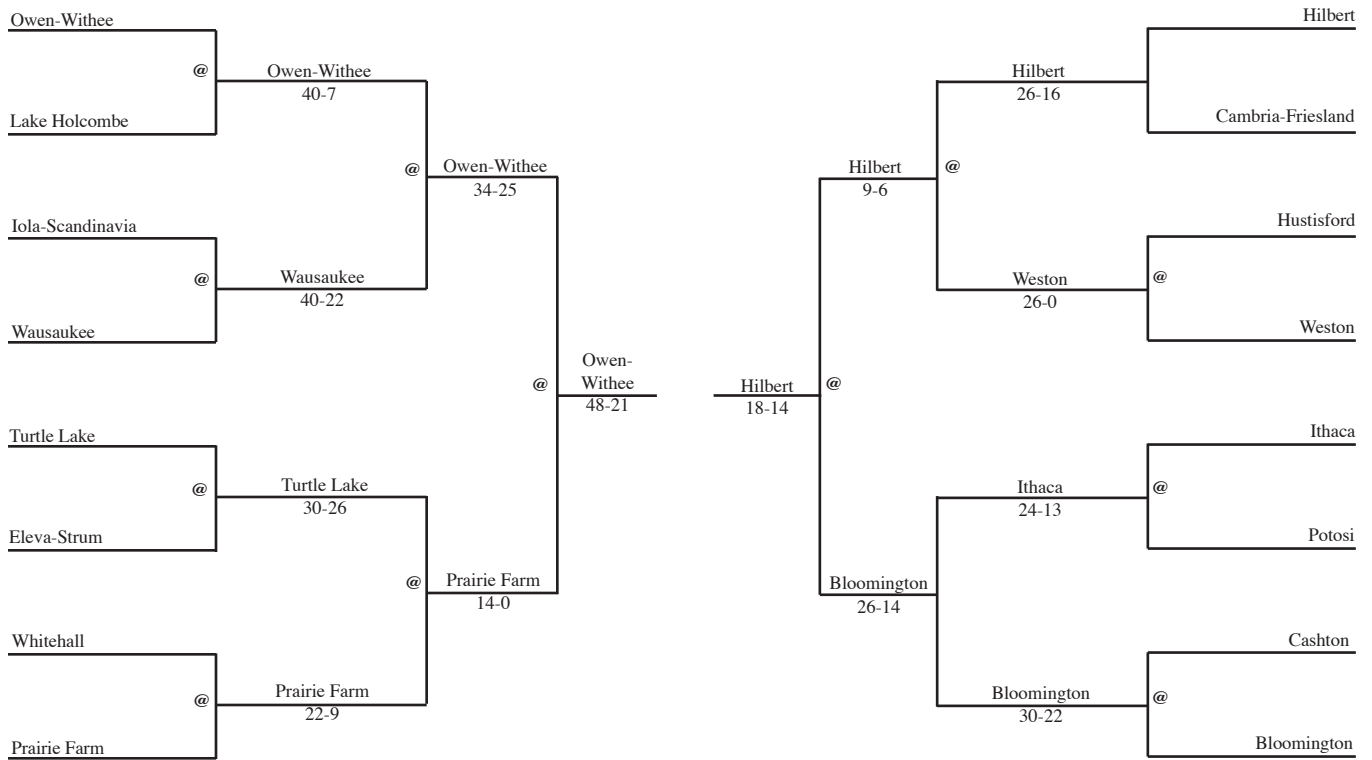 Owen-Withee
@
Owen-Withee
40-7
Lake Holcombe
@
Owen-Withee
34-25
Iola-Scandinavia
@
Wausaukee
40-22
Wausaukee
@
Owen-
Withee
48-21
Turtle Lake
@
Turtle Lake
30-26
Eleva-Strum
@
Prairie Farm
14-0
Whitehall
@
Prairie Farm
22-9
Prairie Farm
Hilbert
Hilbert
26-16
Cambria-Friesland
Hilbert
9-6
@
Hustisford
Weston
26-0
@
Weston
Hilbert
18-14
@
Ithaca
Ithaca
24-13
@
Potosi
Bloomington
26-14
Cashton
Bloomington
30-22
@
Bloomington